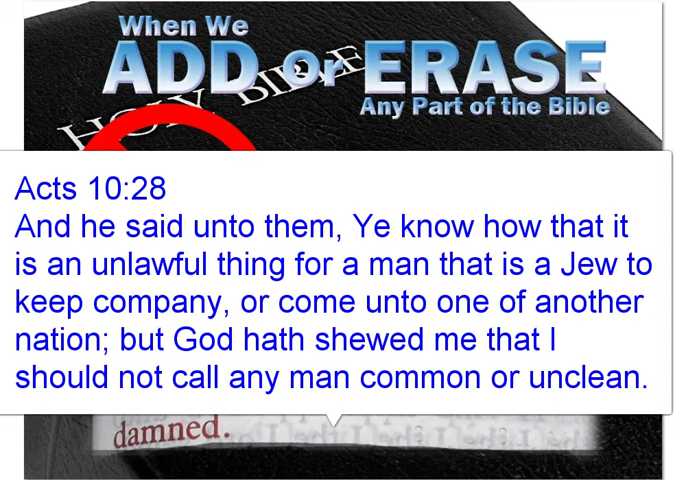 When We
ADD or ERASE
Any Part of the Bible
HOLY BIBLE
Acts 10:28
And he said unto them, Ye know how that it
is an unlawful thing for a man that is a Jew to
keep company, or come unto one of another
nation; but God hath shewed me that I
should not call any man common or unclean.
damned.